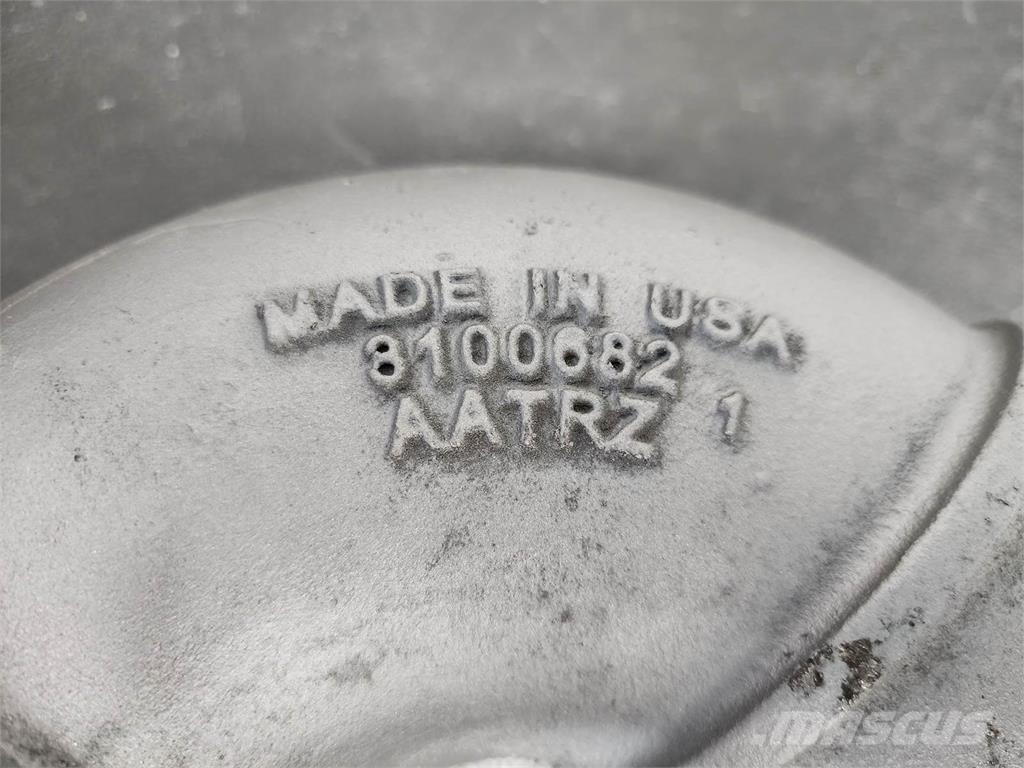 MADE IN USA
8100682
AATRZ 1
MASCUS